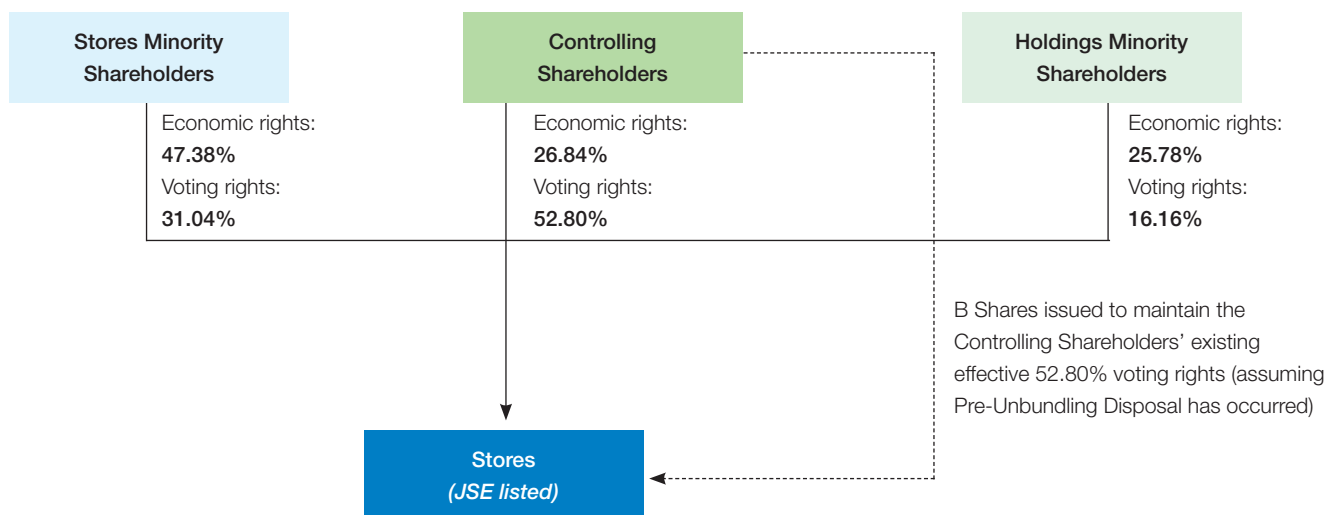 Stores Minority
Shareholders
Controlling
Shareholders
Holdings Minority
Shareholders
Economic rights:
47.38%
Voting rights:
31.04%
Economic rights:
26.84%
Voting rights:
52.80%
Economic rights:
25.78%
Voting rights:
16.16%
B Shares issued to maintain the
Controlling Shareholders’ existing
effective 52.80% voting rights (assuming
Pre-Unbundling Disposal has occurred)
Stores
(JSE listed)